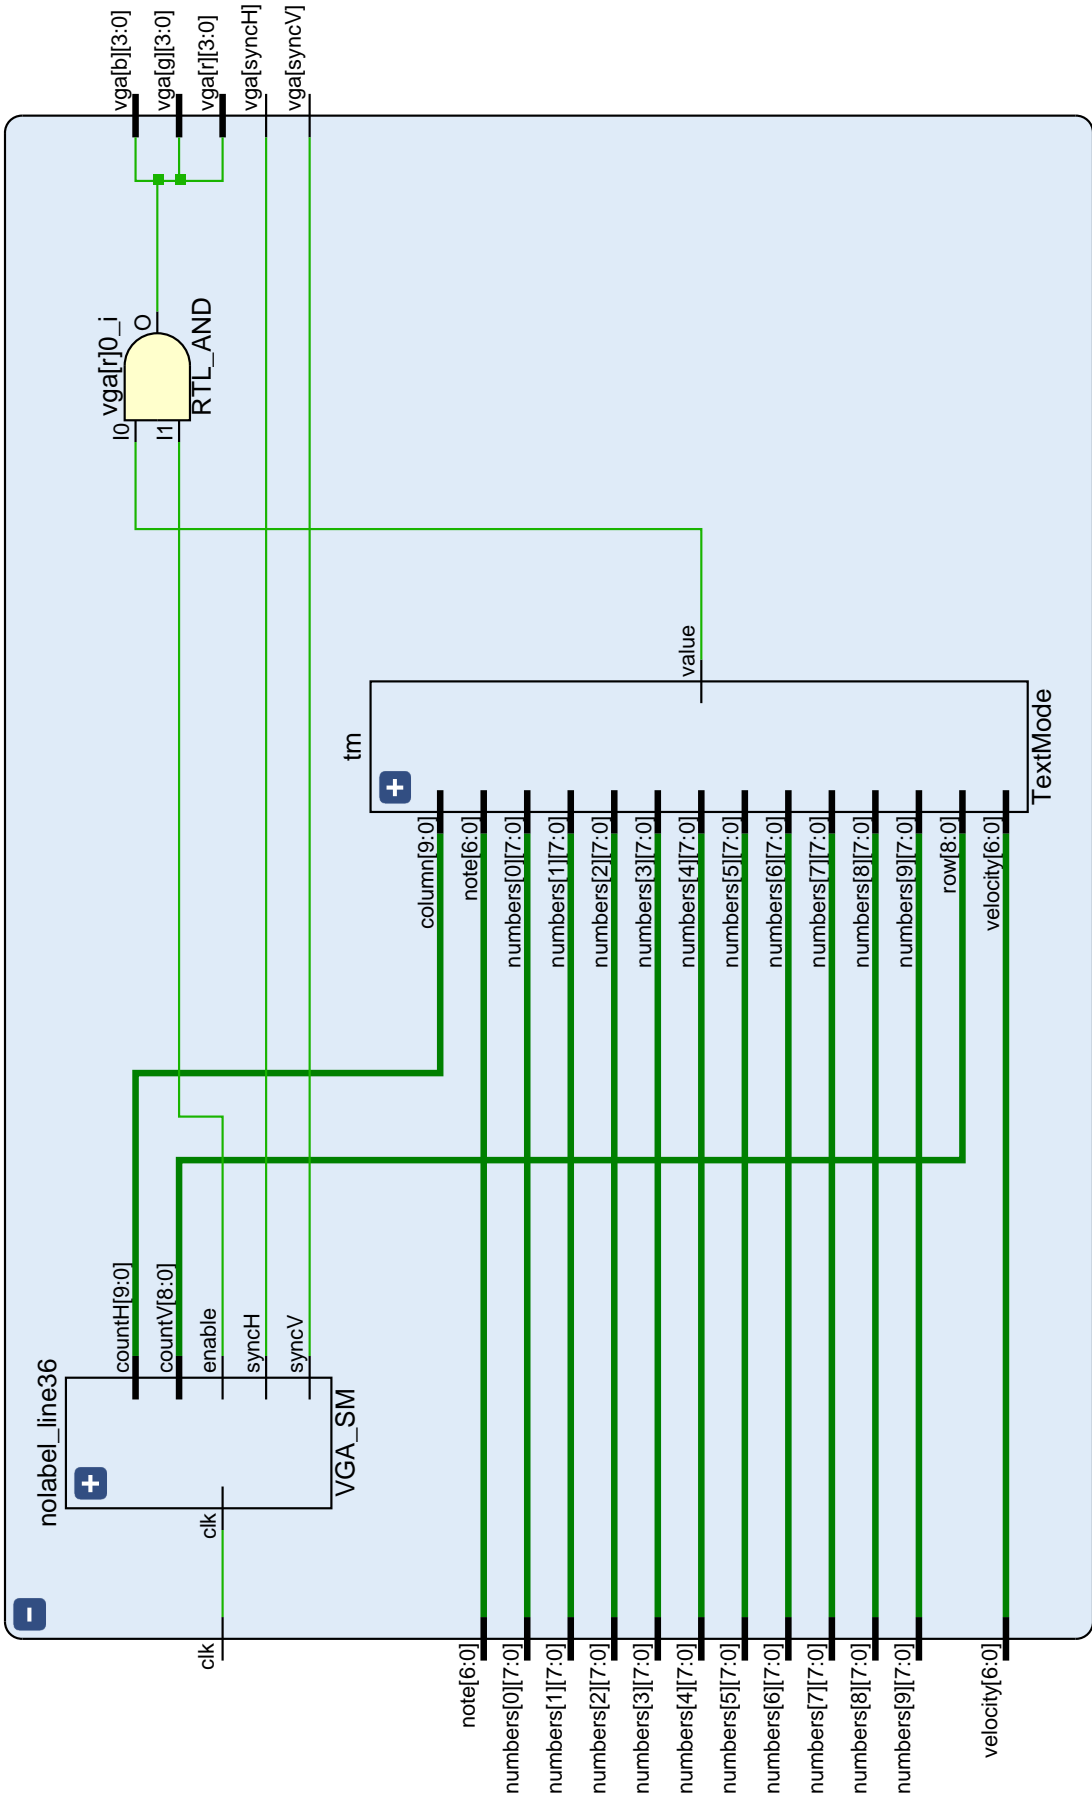 nolabel_line36
VGA_SM
clk
countH[9:0]
countV[8:0]
enable
syncH
syncV
tm
TextMode
column[9:0]
note[6:0]
numbers[0][7:0]
numbers[1][7:0]
numbers[2][7:0]
numbers[3][7:0]
numbers[4][7:0]
numbers[5][7:0]
numbers[6][7:0]
numbers[7][7:0]
numbers[8][7:0]
numbers[9][7:0]
row[8:0]
velocity[6:0]
value
vga[r]0_i
RTL_AND
I0
I1
O
clk
note[6:0]
numbers[0][7:0]
numbers[1][7:0]
numbers[2][7:0]
numbers[3][7:0]
numbers[4][7:0]
numbers[5][7:0]
numbers[6][7:0]
numbers[7][7:0]
numbers[8][7:0]
numbers[9][7:0]
velocity[6:0]
vga[b][3:0]
vga[g][3:0]
vga[r][3:0]
vga[syncH]
vga[syncV]